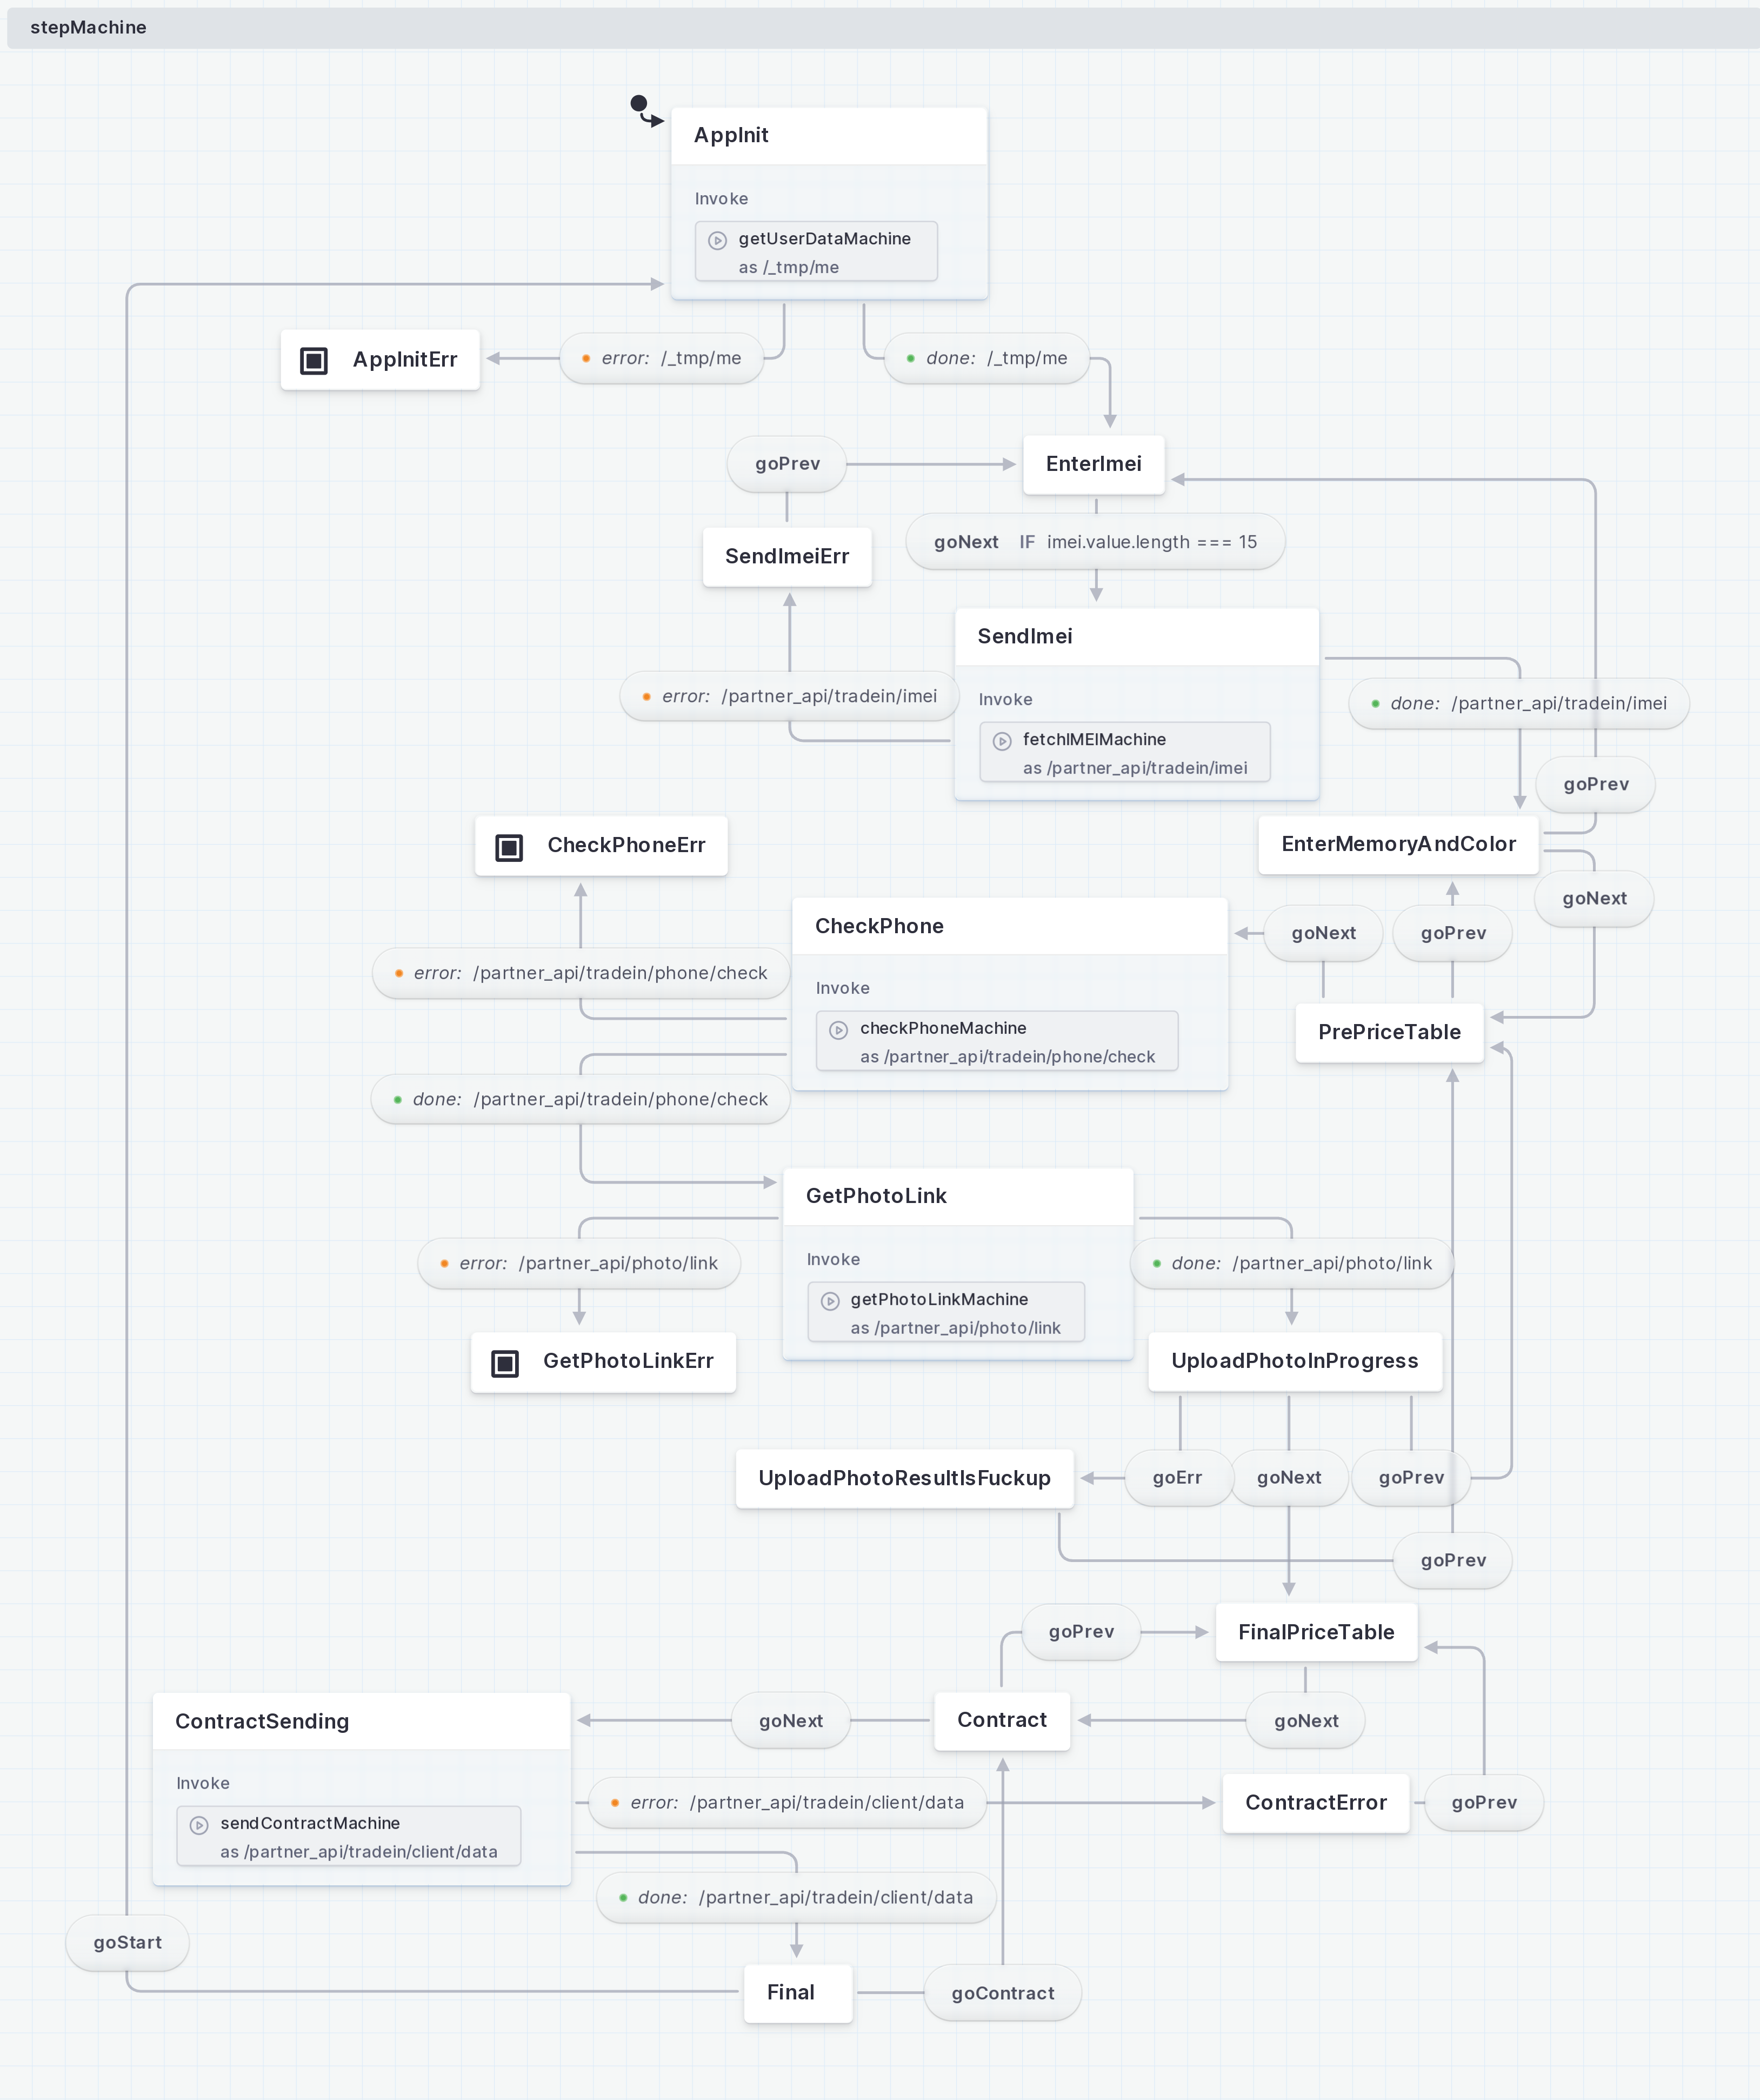 stepMachine
AppInit
Invoke
getUserDataMachine
as /_tmp/me
AppInitErr
error: /_tmp/me
done: /_tmp/me
goPrev
EnterImei
goNext IF imei.value.length === 15
SendImeiErr
SendImei
error: /partner_api/tradein/imei
Invoke
done: /partner_api/tradein/imei
fetchIMEIMachine
as /partner_api/tradein/imei
goPrev
CheckPhoneErr
EnterMemoryAndColor
goNext
CheckPhone
goNext
goPrev
error: /partner_api/tradein/phone/check
Invoke
checkPhoneMachine
as /partner_api/tradein/phone/check
PrePriceTable
done: /partner_api/tradein/phone/check
GetPhotoLink
error: /partner_api/photo/link
Invoke
done: /partner_api/photo/link
getPhotoLinkMachine
as /partner_api/photo/link
GetPhotoLinkErr
UploadPhotoInProgress
UploadPhotoResultIsFuckup
goErr
goNext
goPrev
goPrev
goPrev
FinalPriceTable
ContractSending
goNext
Contract
goNext
Invoke
error: /partner_api/tradein/client/data
ContractError
goPrev
sendContractMachine
as /partner_api/tradein/client/data
done: /partner_api/tradein/client/data
goStart
Final
goContract